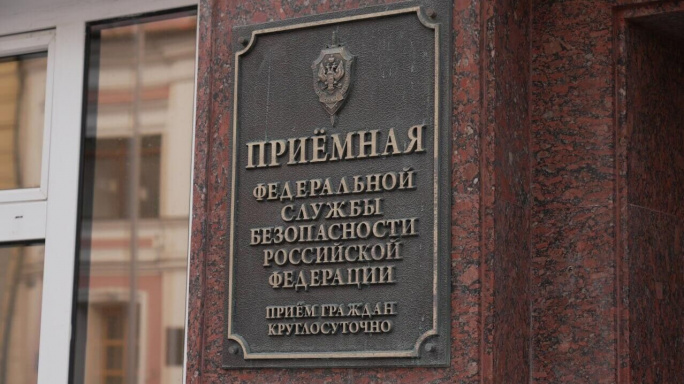 ПРИЁМНАЯ
ФЕДЕРАЛЬНОЙ
СЛУЖБЫ
БЕЗОПАСНОСТИ
РОССИЙСКОЙ
ФЕДЕРАЦИИ
ПРИЁМ ГРАЖДАН
КРУГЛОСУТОЧНО